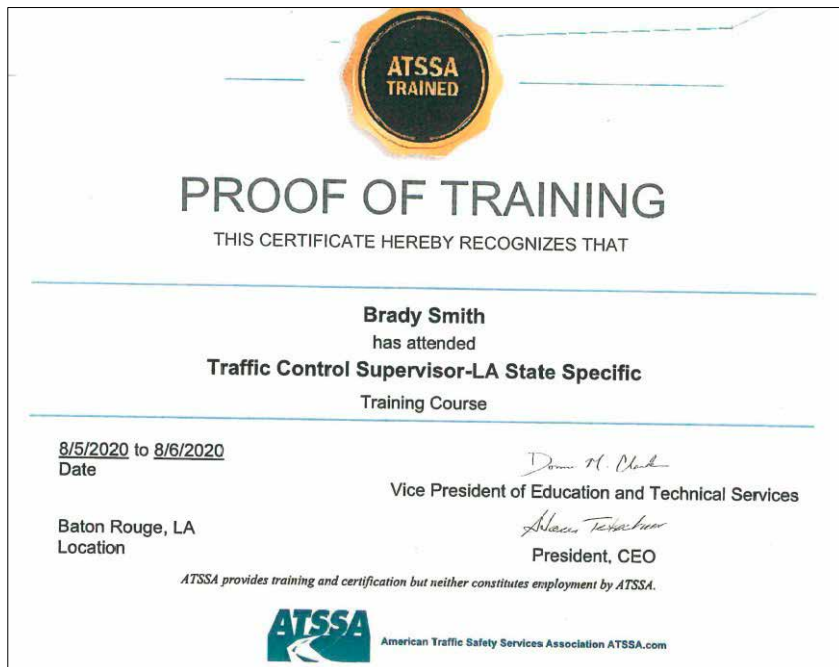 ATSSA
TRAINED
PROOF OF TRAINING
THIS CERTIFICATE HEREBY RECOGNIZES THAT
Brady Smith
has attended
Traffic Control Supervisor-LA State Specific
Training Course
8/5/2020 to 8/6/2020
Date
Donna M. Clark
Vice President of Education and Technical Services
Baton Rouge, LA
Location
President, CEO
ATSSA provides training and certification but neither constitutes employment by ATSSA.
ATSSA
American Traffic Safety Services Association ATSSA.com